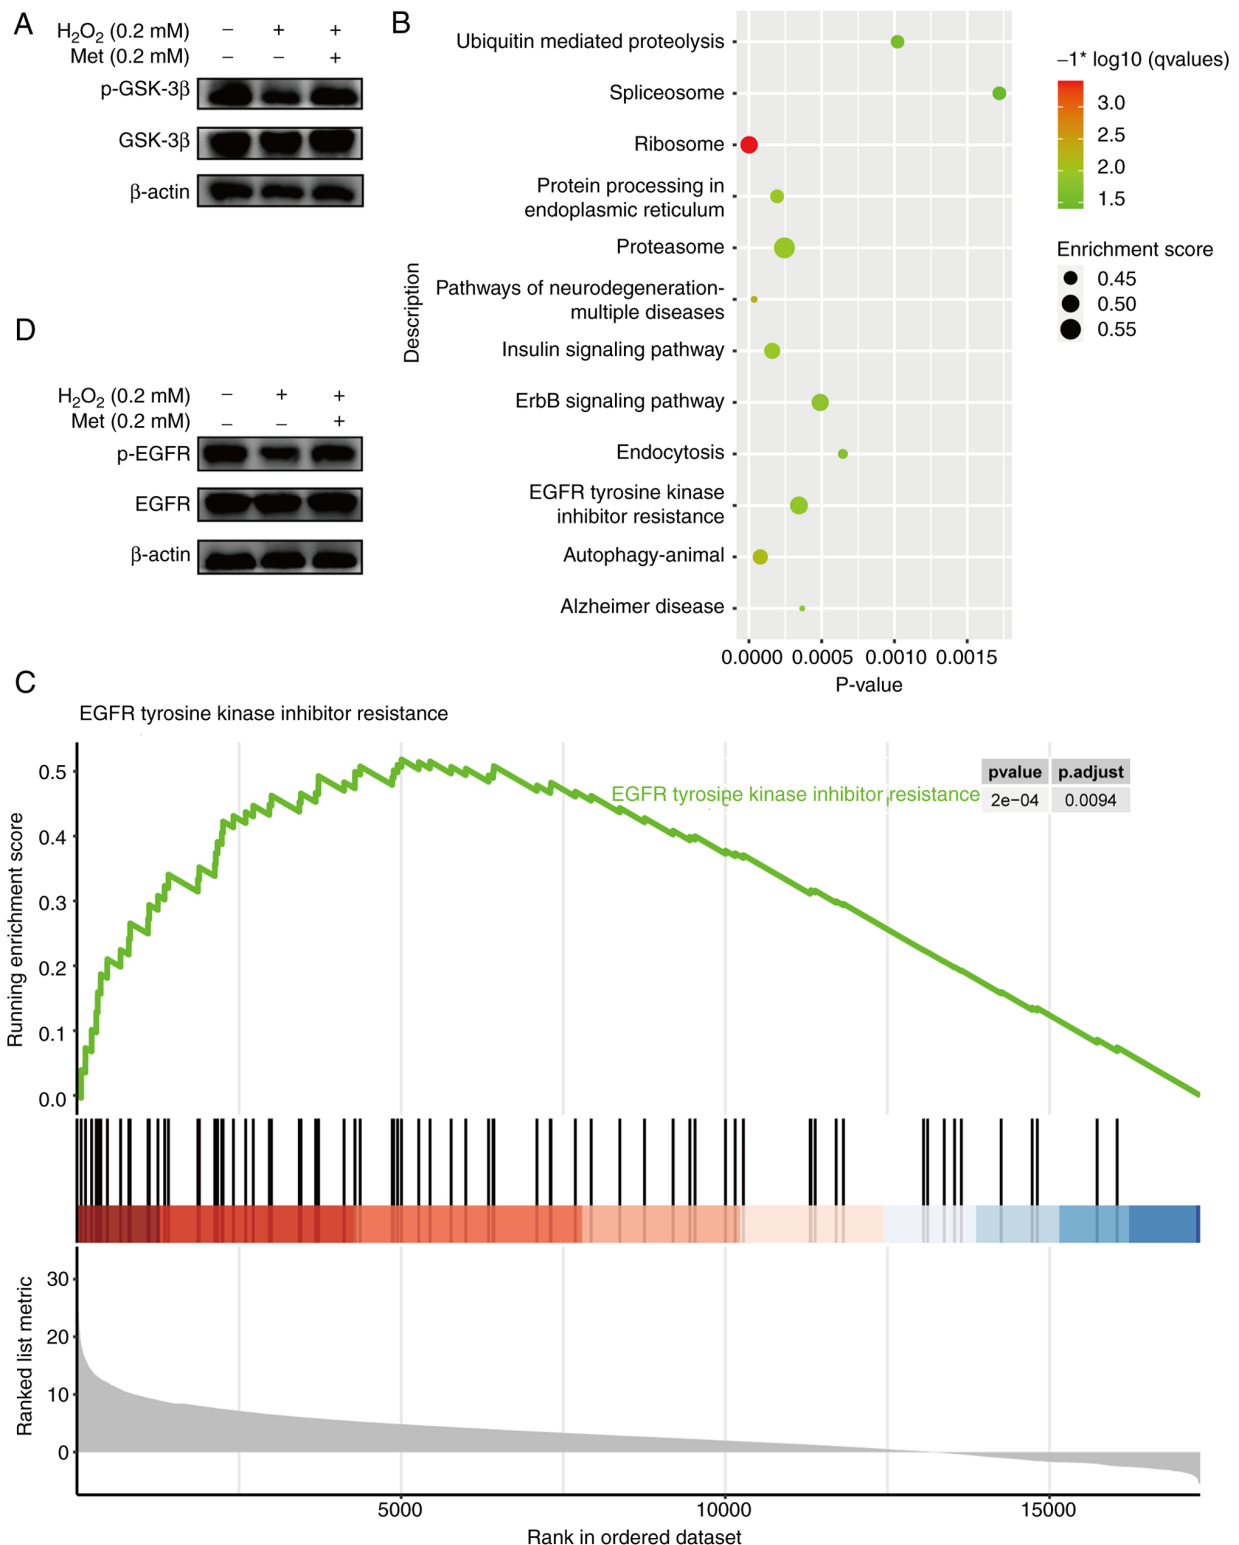 A
H₂O₂ (0.2 mM) − + +
Met (0.2 mM) − − +
p-GSK-3β
GSK-3β
β-actin
B
Description
Ubiquitin mediated proteolysis
Spliceosome
Ribosome
Protein processing in
endoplasmic reticulum
Proteasome
Pathways of neurodegeneration-
multiple diseases
Insulin signaling pathway
ErbB signaling pathway
Endocytosis
EGFR tyrosine kinase
inhibitor resistance
Autophagy-animal
Alzheimer disease
0.0000 0.0005 0.0010 0.0015
P-value
−1* log10 (qvalues)
3.0
2.5
2.0
1.5
Enrichment score
0.45
0.50
0.55
D
H₂O₂ (0.2 mM) − + +
Met (0.2 mM) − − +
p-EGFR
EGFR
β-actin
C
EGFR tyrosine kinase inhibitor resistance
Running enrichment score
0.5
0.4
0.3
0.2
0.1
0.0
EGFR tyrosine kinase inhibitor resistance
pvalue p.adjust
2e−04 0.0094
Ranked list metric
30
20
10
0
5000 10000 15000
Rank in ordered dataset